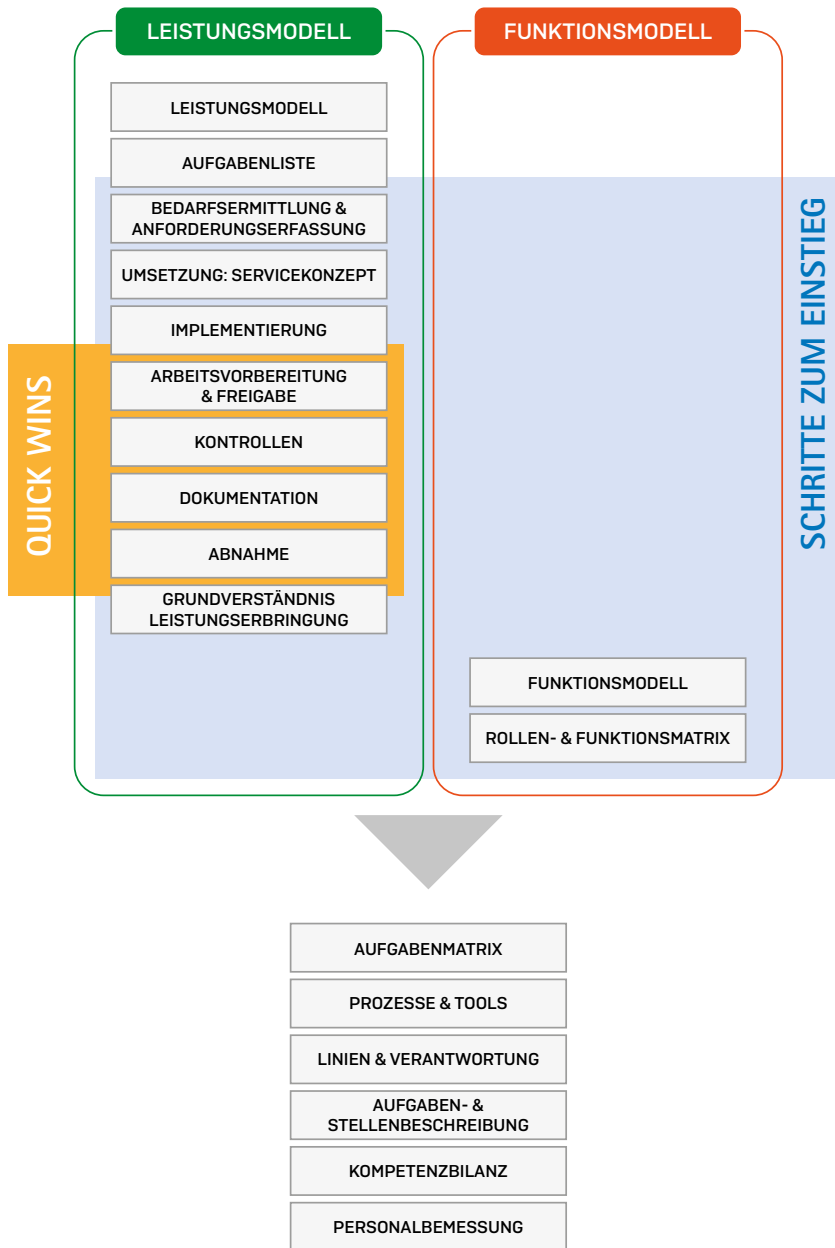 LEISTUNGSMODELL
FUNKTIONSMODELL
LEISTUNGSMODELL
AUFGABENLISTE
BEDARFSERMITTLUNG &
ANFORDERUNGSERFASSUNG
UMSETZUNG: SERVICEKONZEPT
IMPLEMENTIERUNG
ARBEITSVORBEREITUNG
& FREIGABE
KONTROLLEN
DOKUMENTATION
ABNAHME
GRUNDVERSTÄNDNIS
LEISTUNGSERBRINGUNG
QUICK WINS
FUNKTIONSMODELL
ROLLEN- & FUNKTIONSMATRIX
SCHRITTE ZUM EINSTIEG
AUFGABENMATRIX
PROZESSE & TOOLS
LINIEN & VERANTWORTUNG
AUFGABEN- &
STELLENBESCHREIBUNG
KOMPETENZBILANZ
PERSONALBEMESSUNG